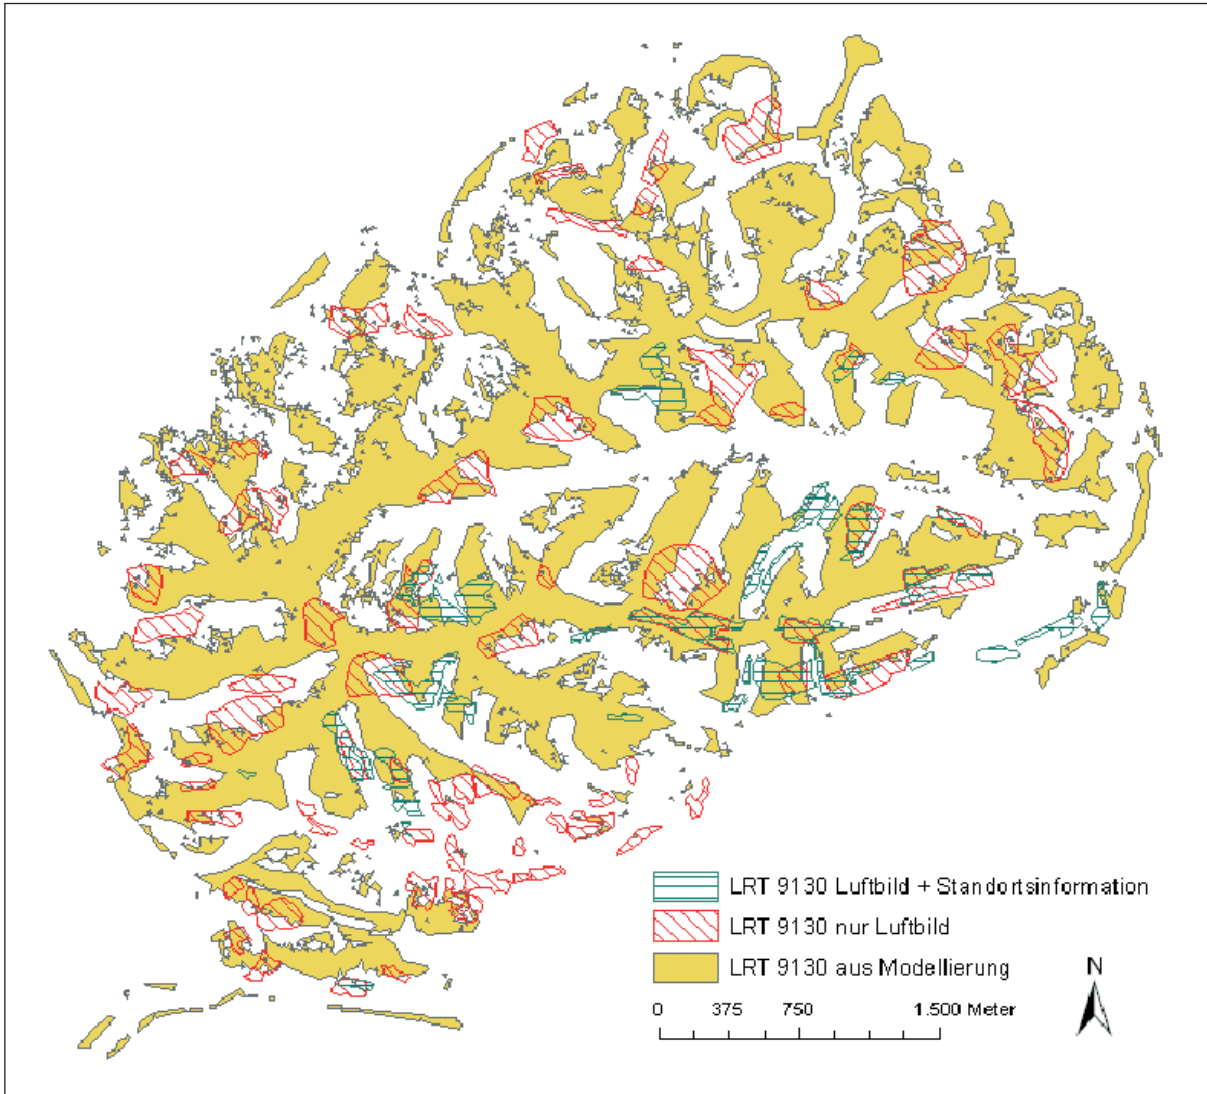 LRT 9130 Luftbild + Standortsinformation
LRT 9130 nur Luftbild
LRT 9130 aus Modellierung
N
0 375 750 1.500 Meter